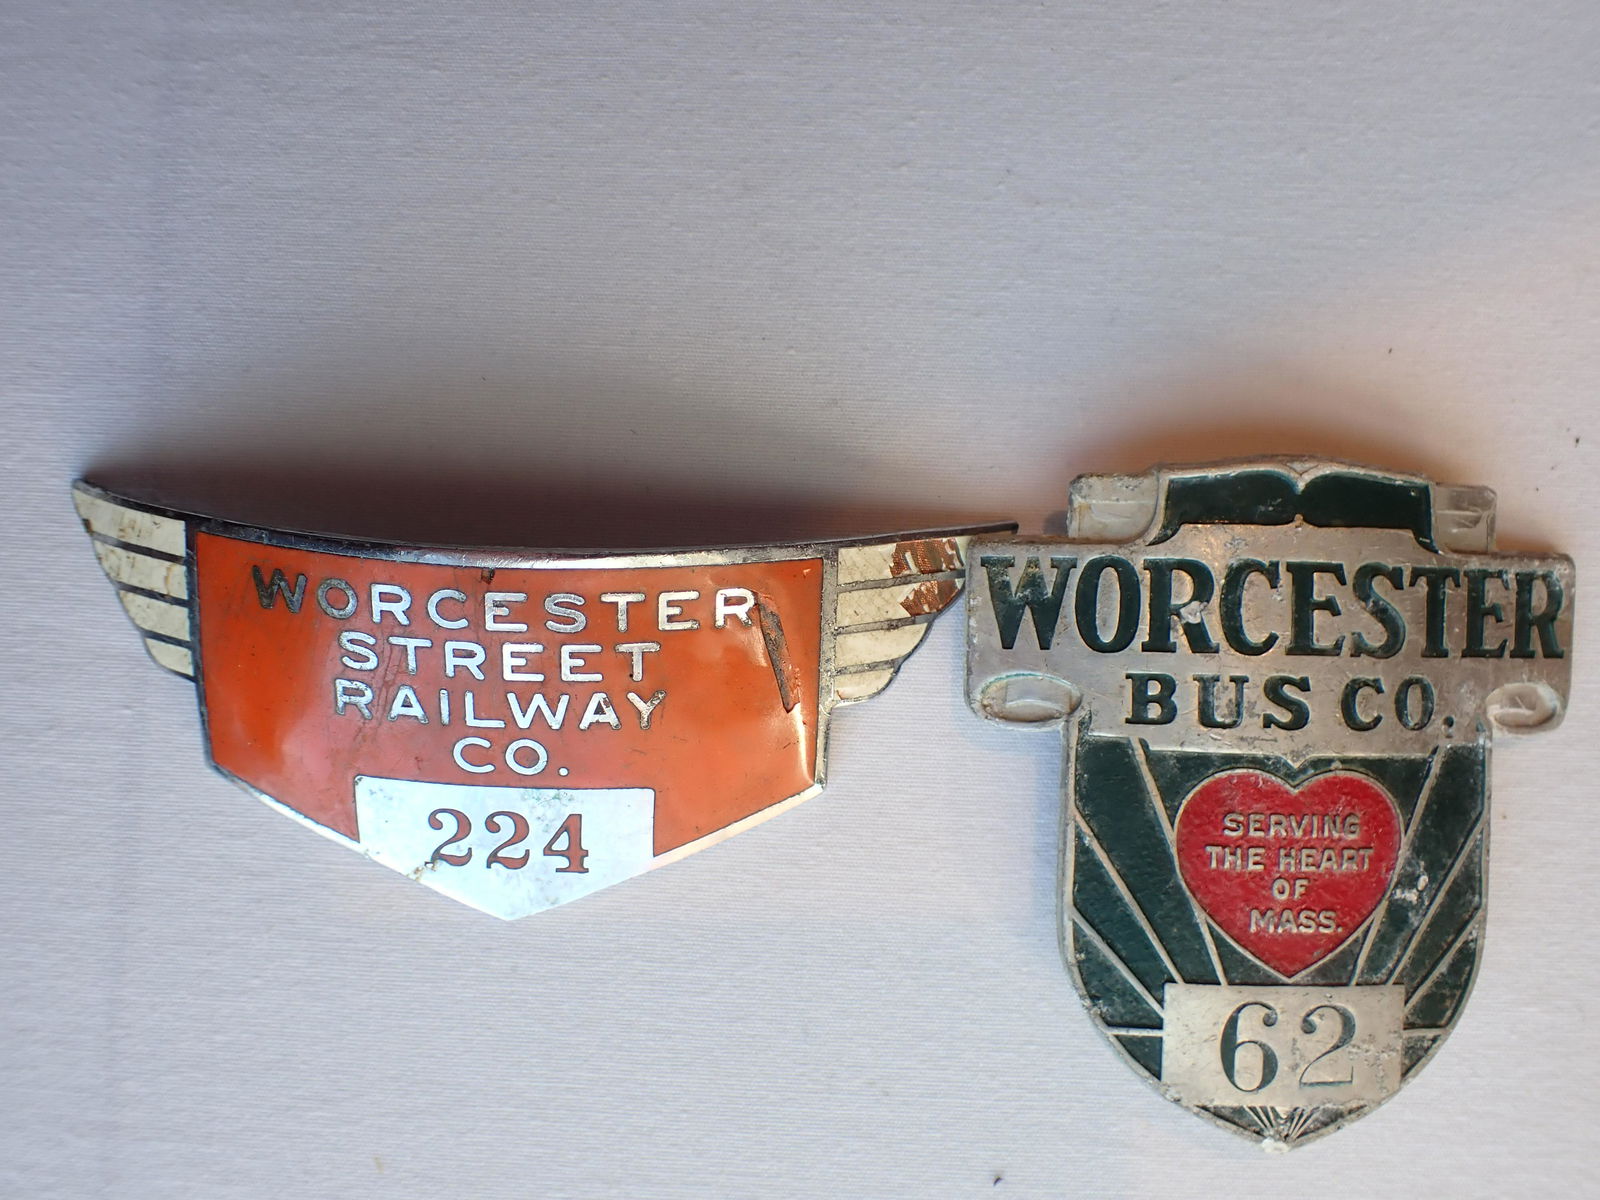 WORCESTER
STREET
RAILWAY
CO.
224
WORCESTER
BUS CO.
SERVING
THE HEART
OF
MASS.
62